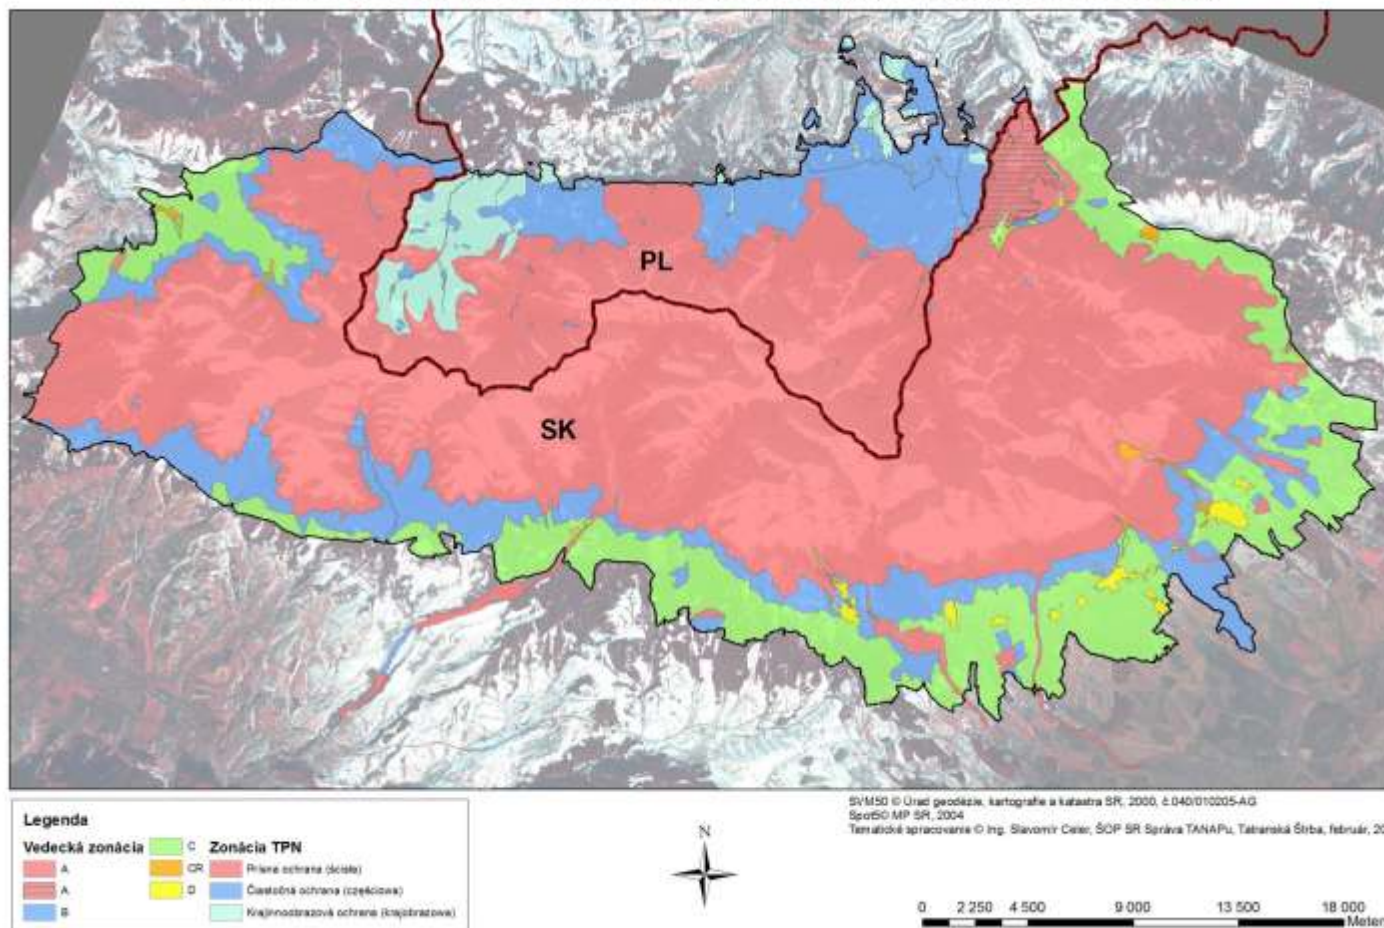 PL
SK
Legenda
Vedecká zonácia
A
A
B
C
CR
D
Zonácia TPN
Prísna ochrana (ścisła)
Čiastočná ochrana (częściowa)
Krajinnoobrazová ochrana (krajobrazowa)
N
SVM50 © Úrad geodézie, kartografie a katastra SR, 2000, č.040/010205-AG
Spot5© MP SR, 2004
Tematické spracovanie © Ing. Slavomír Celer, ŠOP SR Správa TANAPu, Tatranská Štrba, február, 20
0 2 250 4 500 9 000 13 500 18 000
Meter